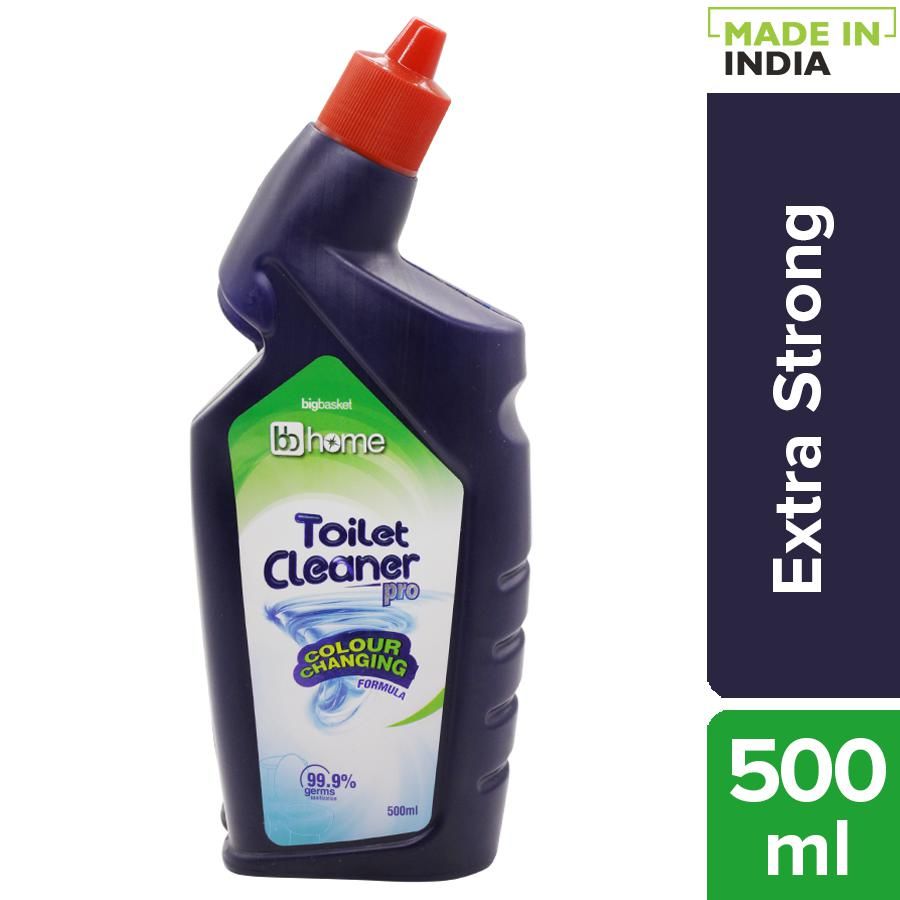 MADE IN
INDIA
Extra Strong
500
ml
bigbasket
bb home
Toilet
Cleaner
pro
COLOUR
CHANGING
FORMULA
99.9%
germs
500ml